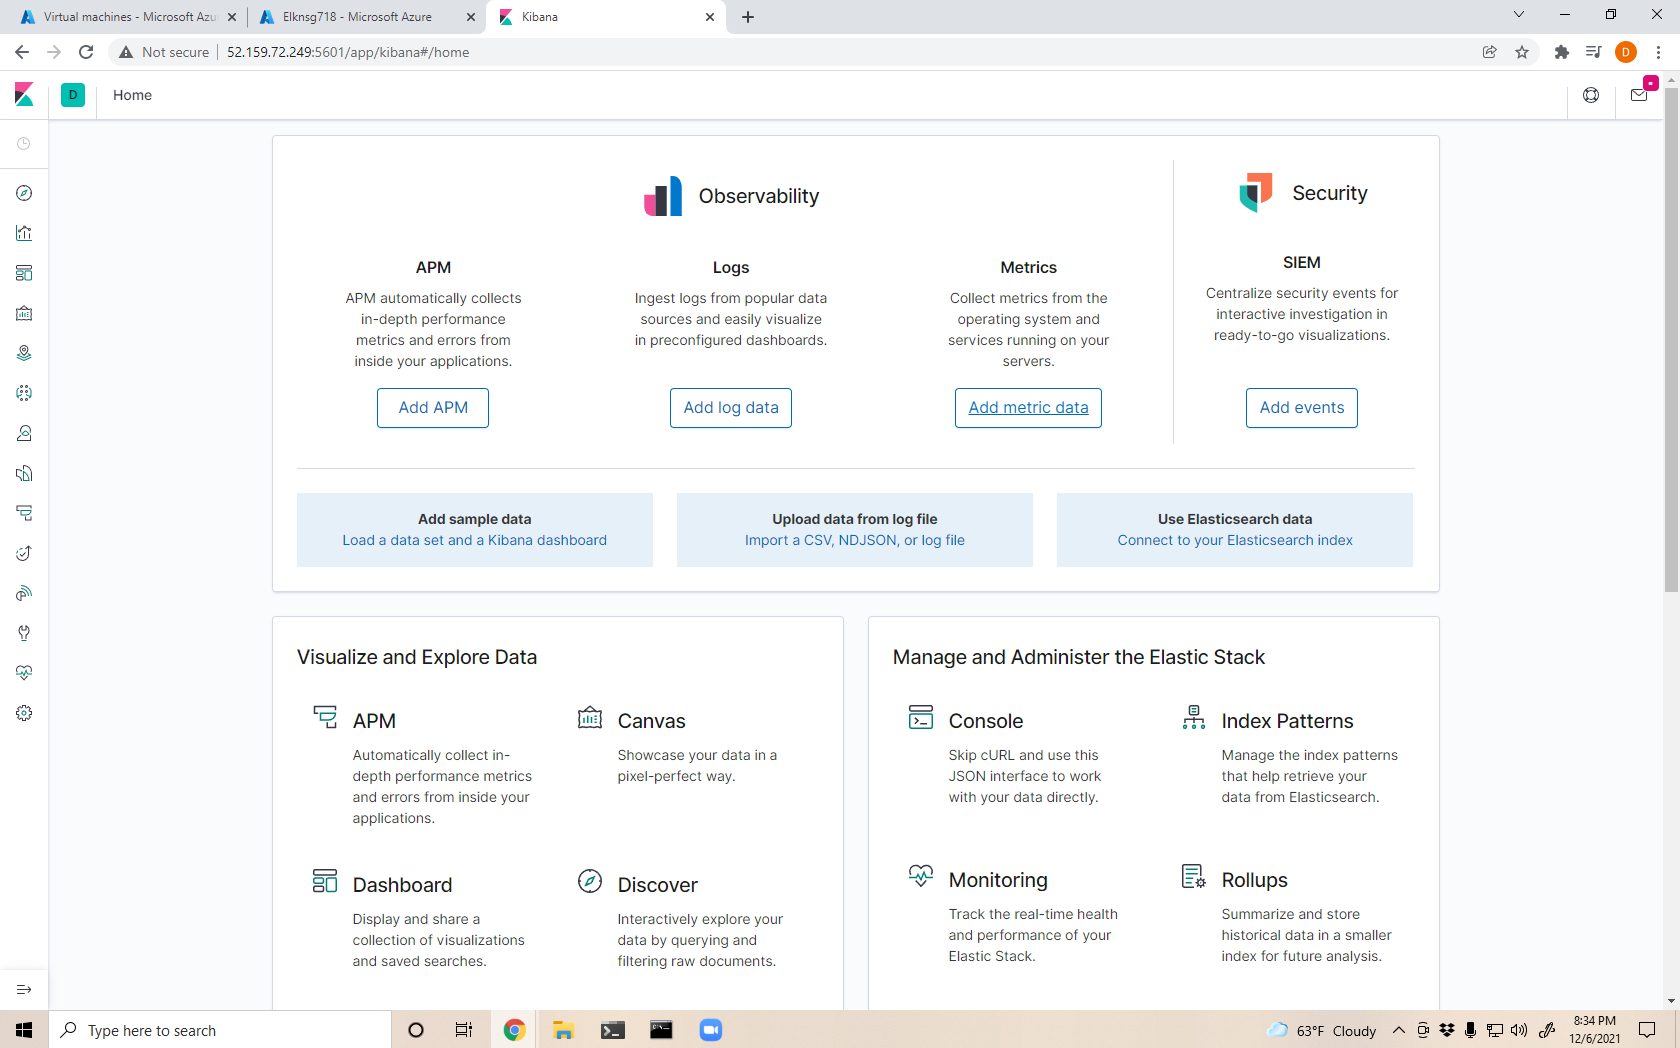 Virtual machines - Microsoft Azu
Elknsg718 - Microsoft Azure
Kibana
Not secure
52.159.72.249:5601/app/kibana#/home
D
D
Home
Observability
Security
APM
APM automatically collects
in-depth performance
metrics and errors from
inside your applications.
Add APM
Logs
Ingest logs from popular data
sources and easily visualize
in preconfigured dashboards.
Add log data
Metrics
Collect metrics from the
operating system and
services running on your
servers.
Add metric data
SIEM
Centralize security events for
interactive investigation in
ready-to-go visualizations.
Add events
Add sample data
Load a data set and a Kibana dashboard
Upload data from log file
Import a CSV, NDJSON, or log file
Use Elasticsearch data
Connect to your Elasticsearch index
Visualize and Explore Data
APM
Automatically collect in-
depth performance metrics
and errors from inside your
applications.
Canvas
Showcase your data in a
pixel-perfect way.
Dashboard
Display and share a
collection of visualizations
and saved searches.
Discover
Interactively explore your
data by querying and
filtering raw documents.
Manage and Administer the Elastic Stack
Console
Skip cURL and use this
JSON interface to work
with your data directly.
Index Patterns
Manage the index patterns
that help retrieve your
data from Elasticsearch.
Monitoring
Track the real-time health
and performance of your
Elastic Stack.
Rollups
Summarize and store
historical data in a smaller
index for future analysis.
Type here to search
63°F Cloudy
8:34 PM
12/6/2021